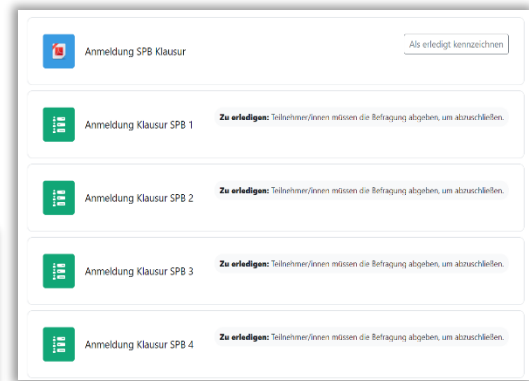 Anmeldung SPB Klausur
Als erledigt kennzeichnen
Anmeldung Klausur SPB 1
Zu erledigen: Teilnehmer/innen müssen die Befragung abgeben, um abzuschließen.
Anmeldung Klausur SPB 2
Zu erledigen: Teilnehmer/innen müssen die Befragung abgeben, um abzuschließen.
Anmeldung Klausur SPB 3
Zu erledigen: Teilnehmer/innen müssen die Befragung abgeben, um abzuschließen.
Anmeldung Klausur SPB 4
Zu erledigen: Teilnehmer/innen müssen die Befragung abgeben, um abzuschließen.